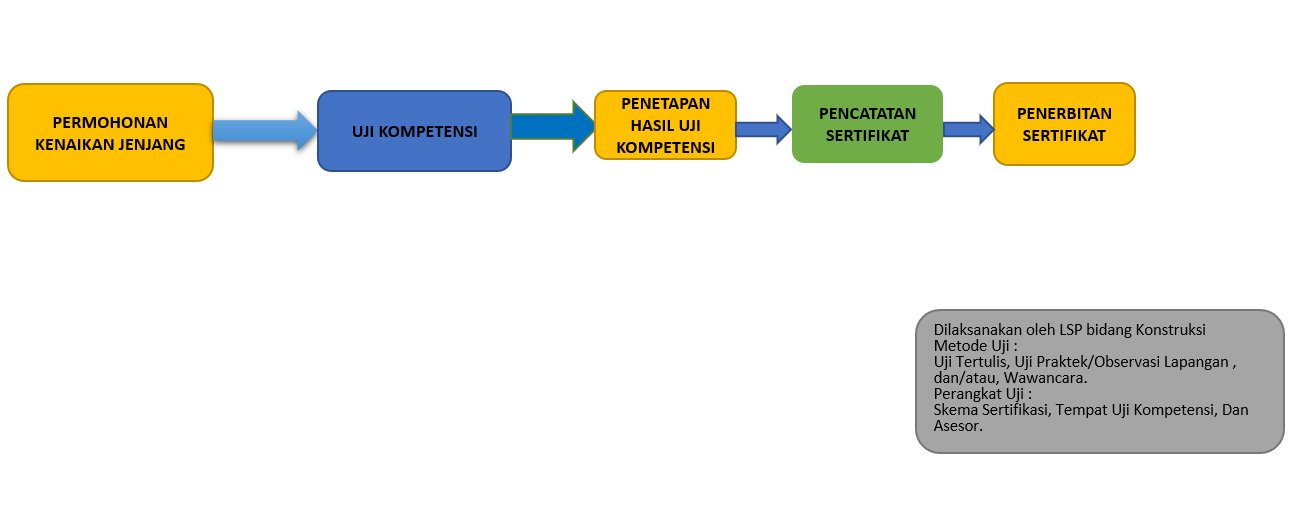 PERMOHONAN
KENAIKAN JENJANG
UJI KOMPETENSI
PENETAPAN
HASIL UJI
KOMPETENSI
PENCATATAN
SERTIFIKAT
PENERBITAN
SERTIFIKAT
Dilaksanakan oleh LSP bidang Konstruksi
Metode Uji :
Uji Tertulis, Uji Praktek/Observasi Lapangan ,
dan/atau, Wawancara.
Perangkat Uji :
Skema Sertifikasi, Tempat Uji Kompetensi, Dan
Asesor.